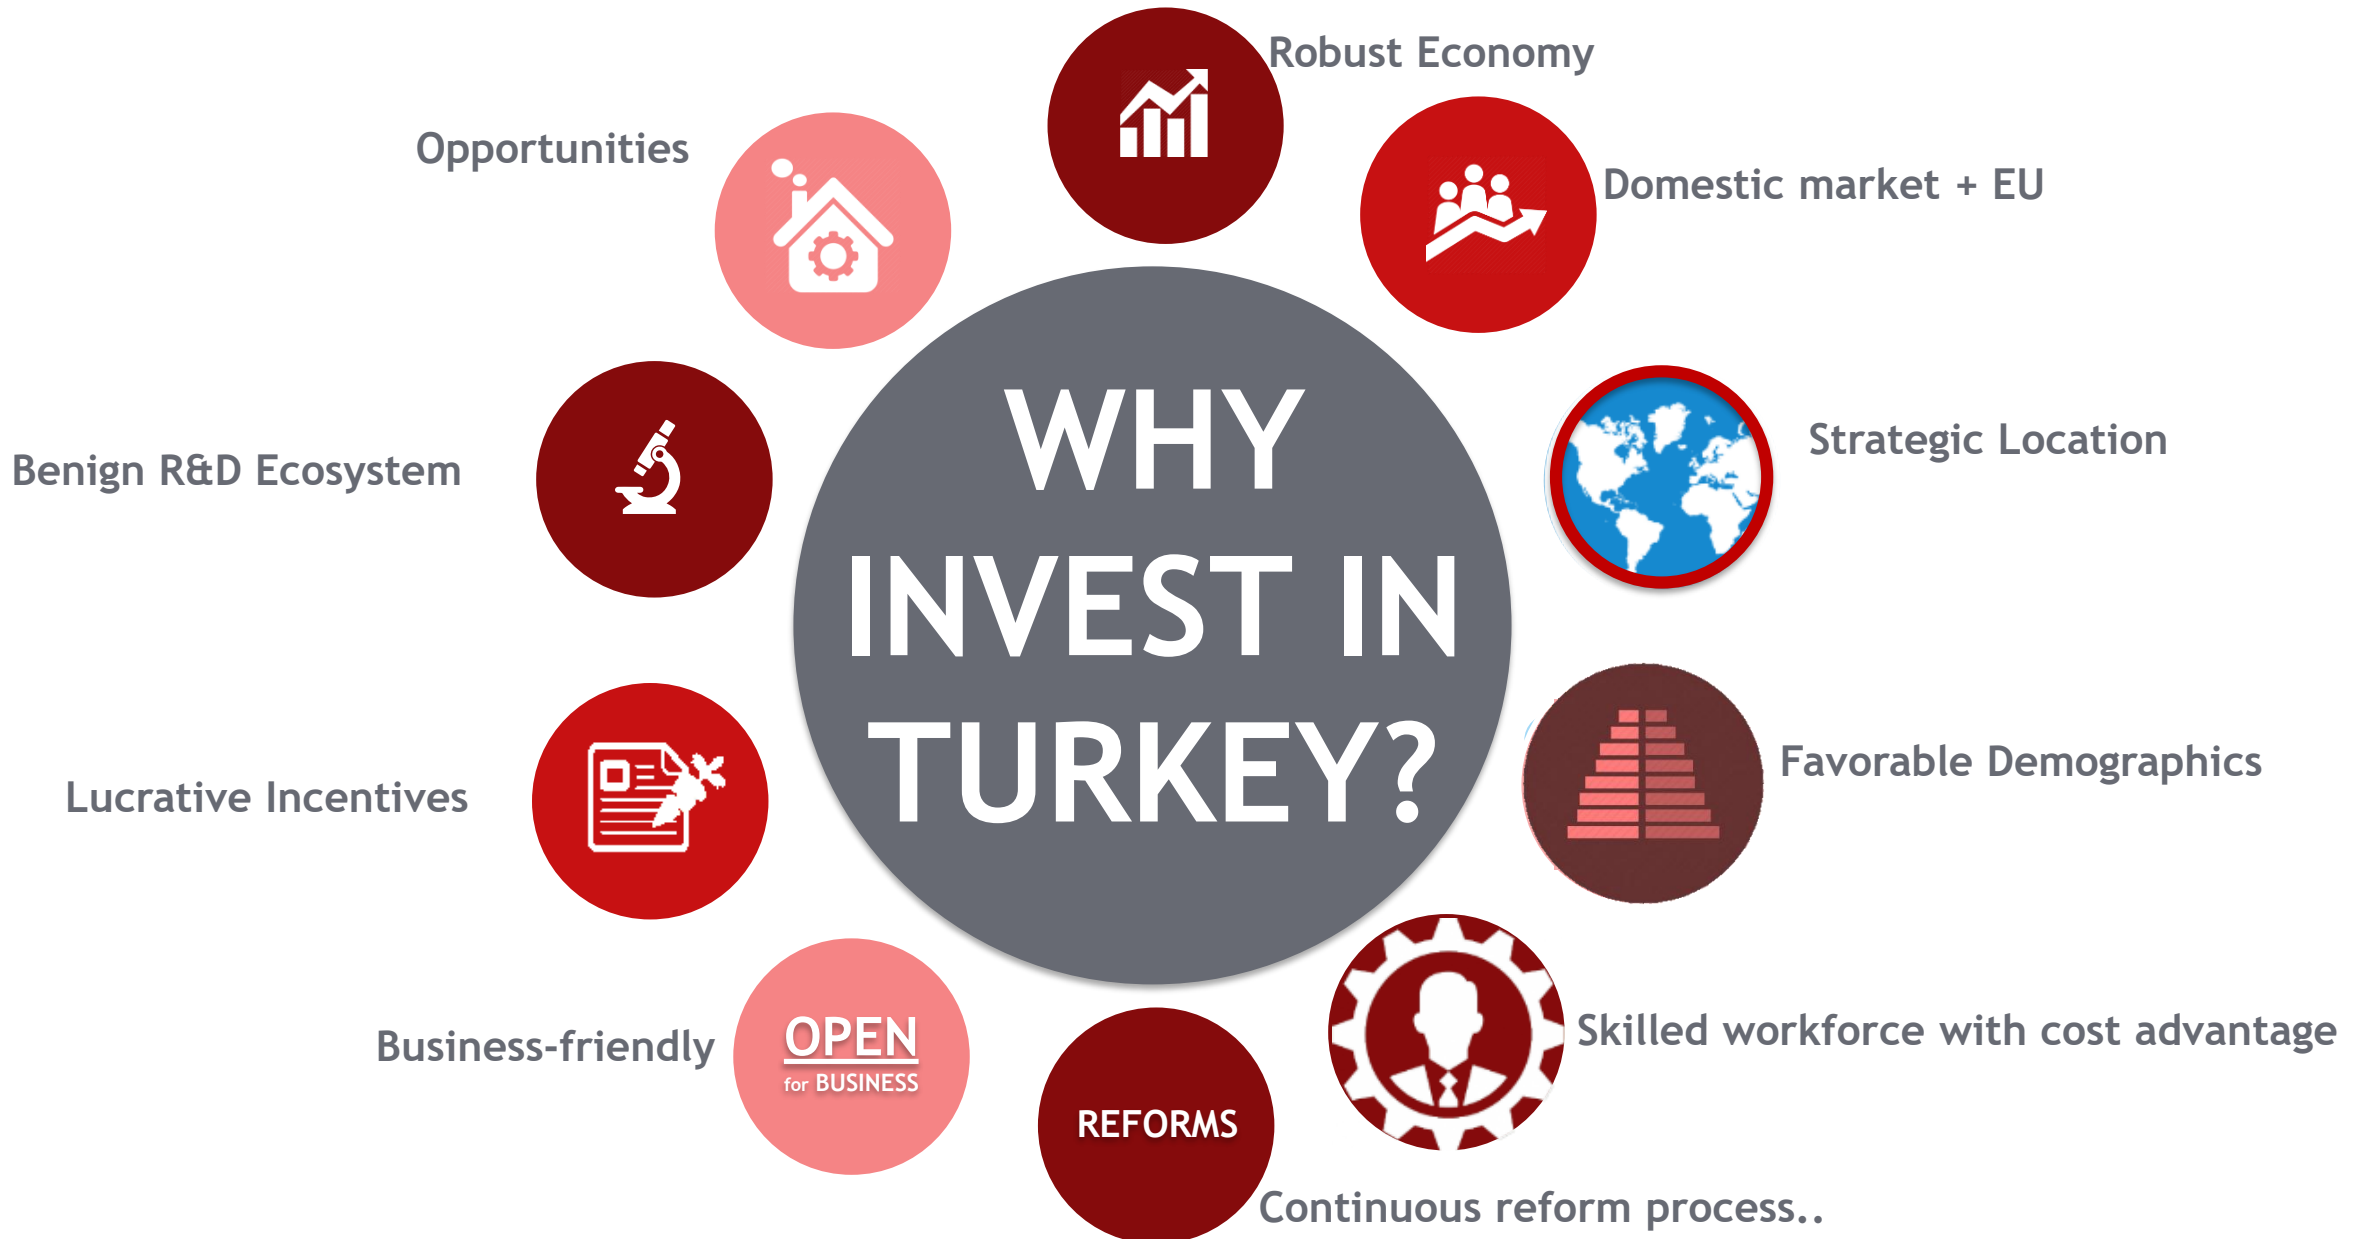 Robust Economy
Opportunities
Domestic market + EU
WHY
INVEST IN
TURKEY?
Strategic Location
Benign R&D Ecosystem
Favorable Demographics
Lucrative Incentives
Skilled workforce with cost advantage
Business-friendly
OPEN
for BUSINESS
REFORMS
Continuous reform process..